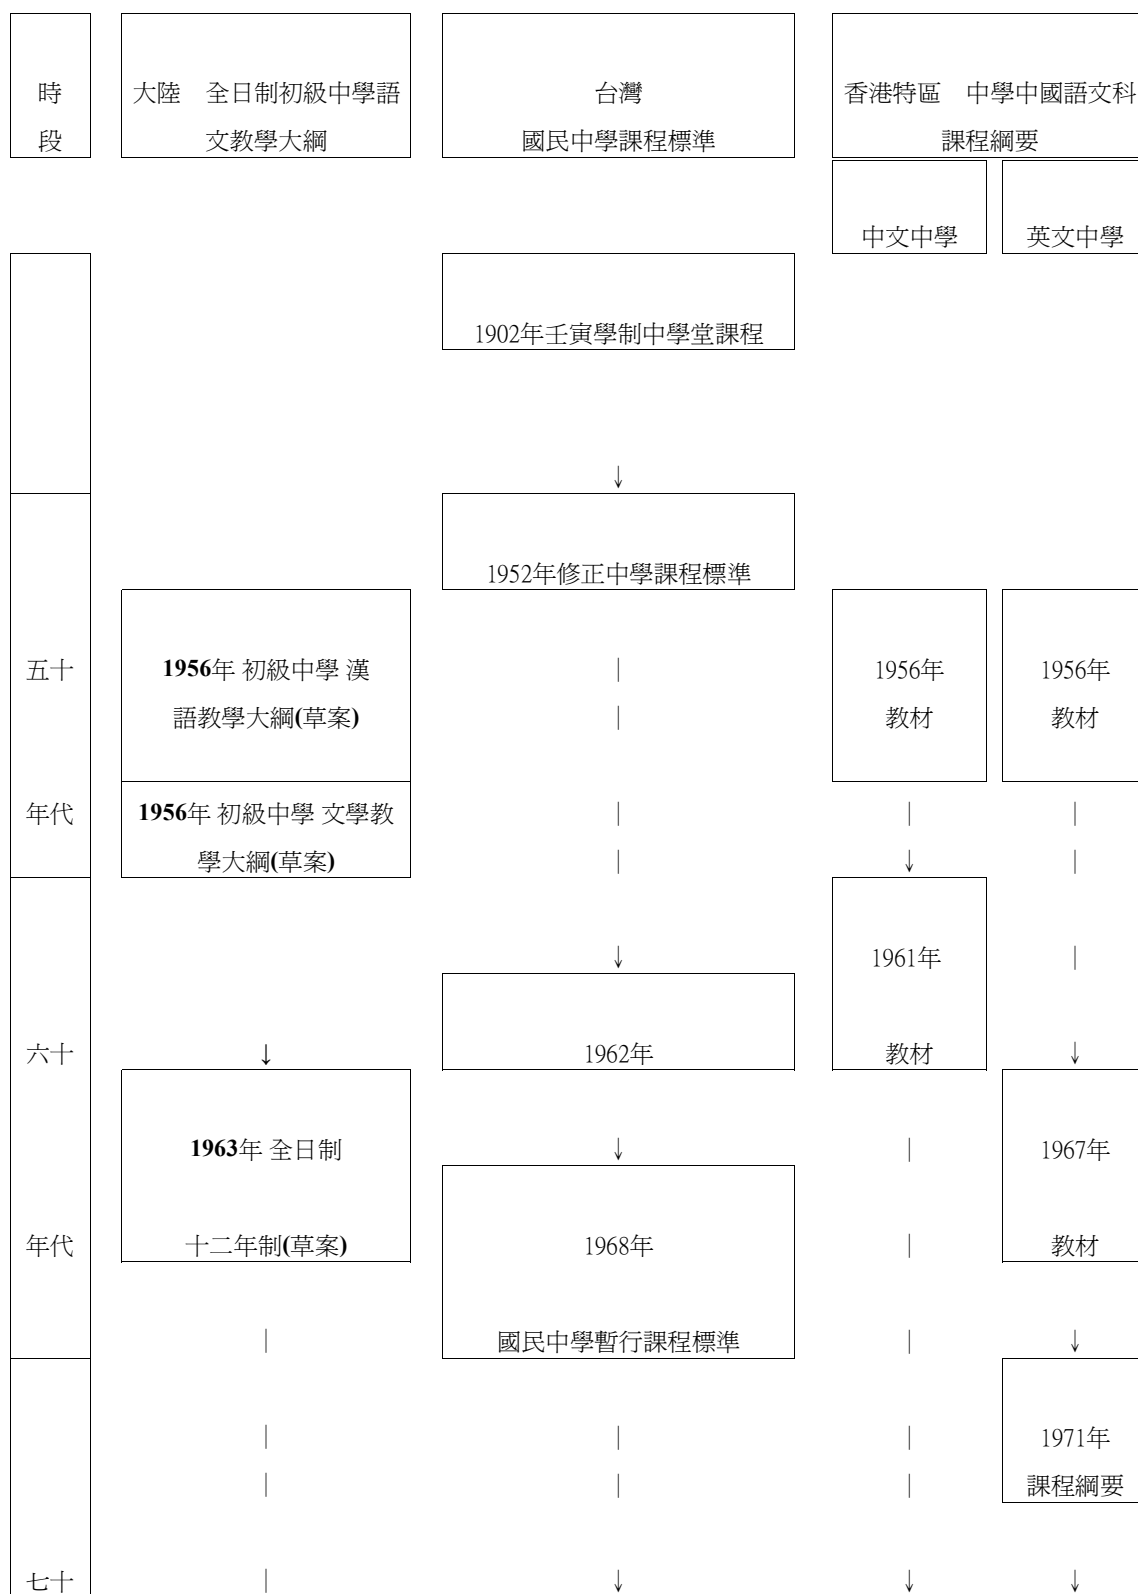 時
段
大陸　全日制初級中學語
文教學大綱
台灣
國民中學課程標準
香港特區　中學中國語文科
課程綱要
中文中學
英文中學
1902年壬寅學制中學堂課程
↓
1952年修正中學課程標準
五十
年代
1956年 初級中學 漢
語教學大綱(草案)
1956年 初級中學 文學教
學大綱(草案)
|
|
|
|
↓
1956年
教材
|
↓
1956年
教材
|
|
|
↓
六十
年代
↓
1963年 全日制
十二年制(草案)
|
1962年
↓
1968年
國民中學暫行課程標準
1961年
教材
|
|
|
1967年
教材
↓
1971年
課程綱要
|
|
|
|
|
|
|
七十
|
↓
↓
↓